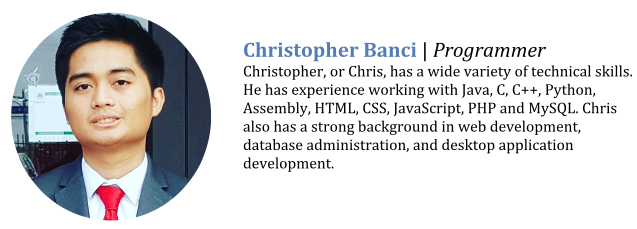 Christopher Banci | Programmer
Christopher, or Chris, has a wide variety of technical skills.
He has experience working with Java, C, C++, Python,
Assembly, HTML, CSS, JavaScript, PHP and MySQL. Chris
also has a strong background in web development,
database administration, and desktop application
development.